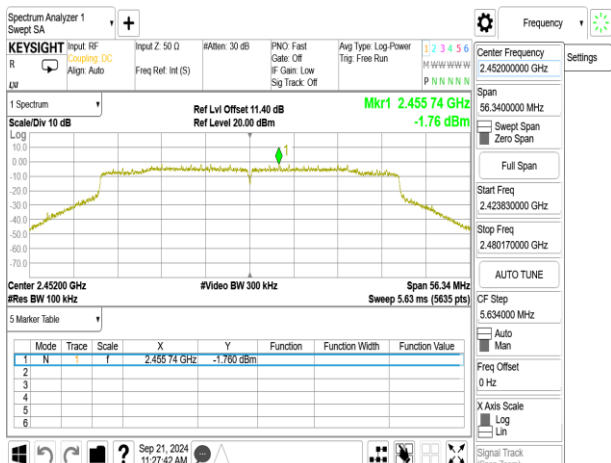 Spectrum Analyzer 1
Swept SA
Frequency
KEYSIGHT
R
Input: RF
Coupling: DC
Align: Auto
Input Z: 50 Ω
Freq Ref: Int (S)
#Atten: 30 dB
PNO: Fast
Gate: Off
IF Gain: Low
Sig Track: Off
Avg Type: Log-Power
Trig: Free Run
1 2 3 4 5 6
M W W W W W
P N N N N N
Settings
1 Spectrum
Scale/Div 10 dB
Ref Lvl Offset 11.40 dB
Ref Level 20.00 dBm
Mkr1 2.455 74 GHz
-1.76 dBm
Log
10.0
0.00
-10.0
-20.0
-30.0
-40.0
-50.0
-60.0
-70.0
1
Center 2.45200 GHz
#Res BW 100 kHz
#Video BW 300 kHz
Span 56.34 MHz
Sweep 5.63 ms (5635 pts)
5 Marker Table
Mode Trace Scale X Y Function Function Width Function Value
1 N 1 f 2.455 74 GHz -1.760 dBm
2
3
4
5
6
Center Frequency
2.452000000 GHz
Span
56.3400000 MHz
Swept Span
Zero Span
Full Span
Start Freq
2.423830000 GHz
Stop Freq
2.480170000 GHz
AUTO TUNE
CF Step
5.634000 MHz
Auto
Man
Freq Offset
0 Hz
X Axis Scale
Log
Lin
Signal Track
Sep 21, 2024
11:27:42 AM
?